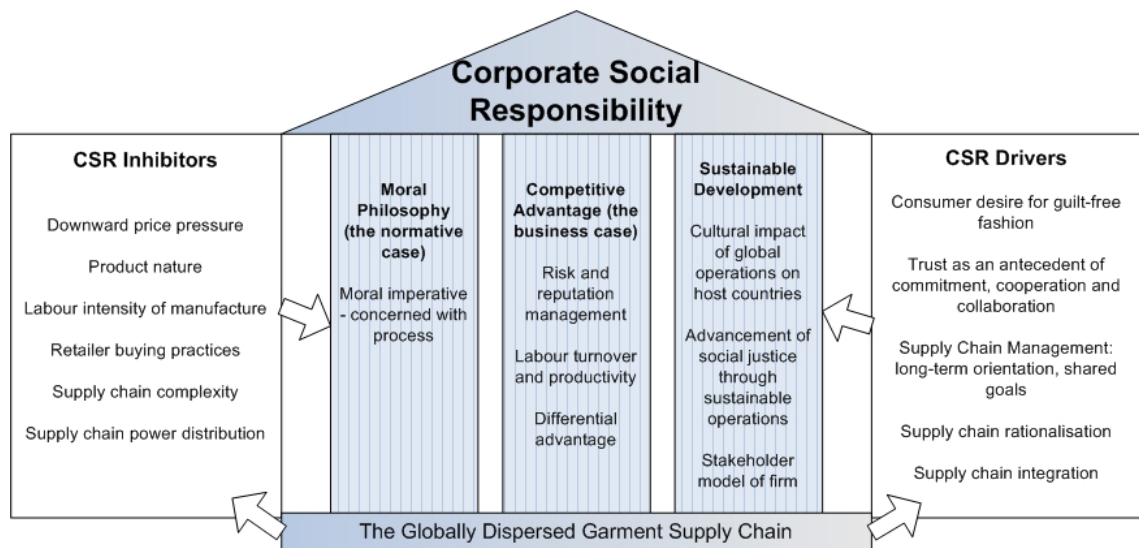 Corporate Social
Responsibility
CSR Inhibitors
Downward price pressure
Product nature
Labour intensity of manufacture
Retailer buying practices
Supply chain complexity
Supply chain power distribution
Moral
Philosophy
(the normative
case)
Moral imperative
- concerned with
process
Competitive
Advantage (the
business case)
Risk and
reputation
management
Labour turnover
and productivity
Differential
advantage
Sustainable
Development
Cultural impact
of global
operations on
host countries
Advancement of
social justice
through
sustainable
operations
Stakeholder
model of firm
CSR Drivers
Consumer desire for guilt-free
fashion
Trust as an antecedent of
commitment, cooperation and
collaboration
Supply Chain Management:
long-term orientation, shared
goals
Supply chain rationalisation
Supply chain integration
The Globally Dispersed Garment Supply Chain